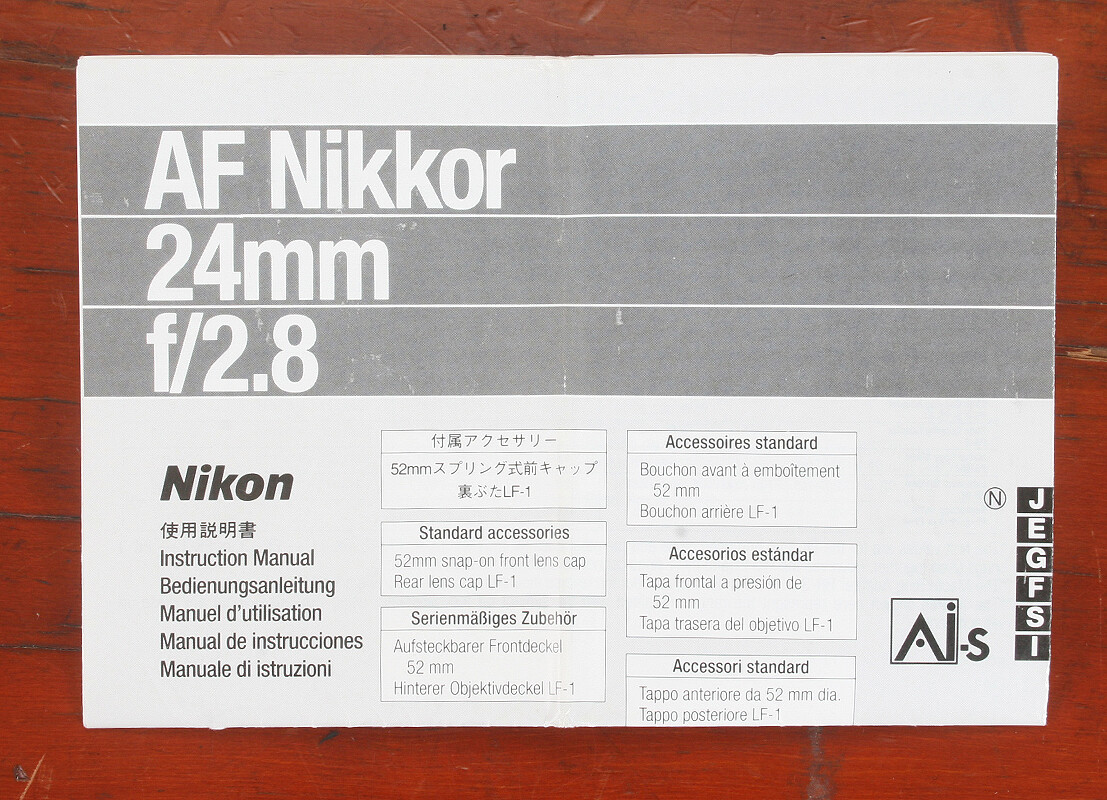 AF Nikkor
24mm
f/2.8
Nikon
使用説明書
Instruction Manual
Bedienungsanleitung
Manuel d'utilisation
Manual de instrucciones
Manuale di istruzioni
付属アクセサリー
52mmスプリング式前キャップ
裏ぶたLF-1
Standard accessories
52mm snap-on front lens cap
Rear lens cap LF-1
Serienmäßiges Zubehör
Aufsteckbarer Frontdeckel
52 mm
Hinterer Objektivdeckel LF-1
Accessoires standard
Bouchon avant à emboîtement
52 mm
Bouchon arrière LF-1
Accesorios estándar
Tapa frontal a presión de
52 mm
Tapa trasera del objetivo LF-1
Accessori standard
Tappo anteriore da 52 mm dia.
Tappo posteriore LF-1
Ⓝ J
E
G
F
S
I
Ai-S